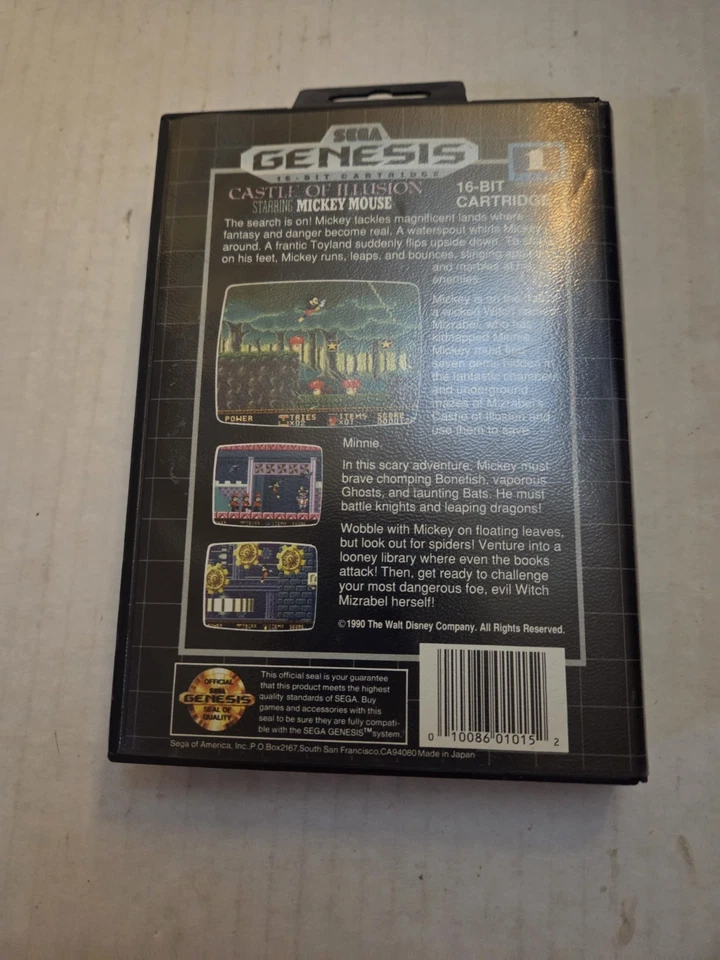 SEGA
GENESIS
16-BIT CARTRIDGE
1
CASTLE OF ILLUSION
STARRING MICKEY MOUSE
16-BIT
CARTRIDGE
The search is on! Mickey tackles magnificent lands where
fantasy and danger become real. A waterspout whirls Mickey
around. A frantic Toyland suddenly flips upside down. To
on his feet, Mickey runs, leaps, and bounces, slinging
and marbles at
enemies.
Mickey is on the
a wicked Witch
Mizrabel, who has
kidnapped Minnie.
Mickey must find
seven gems hidden in
the fantastic chambers
and underground
mazes of Mizrabel's
Castle of Illusion and
use them to save
Minnie.
POWER TRIES ITEMS SCORE
X02 X01
In this scary adventure, Mickey must
brave chomping Bonefish, vaporous
Ghosts, and taunting Bats. He must
battle knights and leaping dragons!
Wobble with Mickey on floating leaves,
but look out for spiders! Venture into a
looney library where even the books
attack! Then, get ready to challenge
your most dangerous foe, evil Witch
Mizrabel herself!
©1990 The Walt Disney Company. All Rights Reserved.
OFFICIAL
SEGA
GENESIS
SEAL OF
QUALITY
This official seal is your guarantee
that this product meets the highest
quality standards of SEGA. Buy
games and accessories with this
seal to be sure they are fully compati-
ble with the SEGA GENESIS™ system.
0 10086 01015 2
Sega of America, Inc. P.O.Box2167,South San Francisco,CA94080 Made in Japan